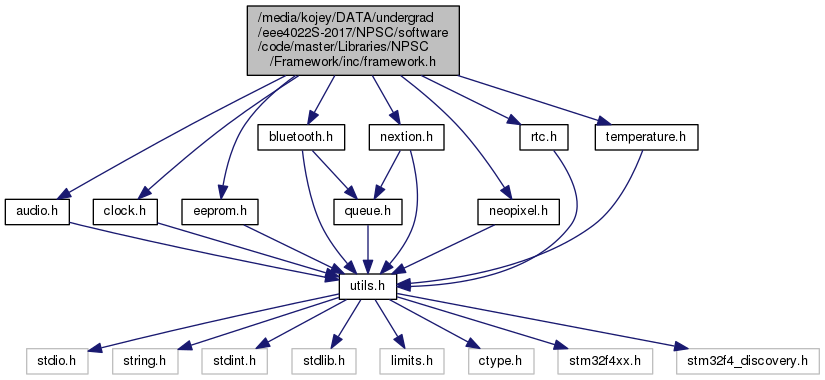 /media/kojey/DATA/undergrad
/eee4022S-2017/NPSC/software
/code/master/Libraries/NPSC
/Framework/inc/framework.h
bluetooth.h
nextion.h
rtc.h
temperature.h
audio.h
clock.h
eeprom.h
queue.h
neopixel.h
utils.h
stdio.h
string.h
stdint.h
stdlib.h
limits.h
ctype.h
stm32f4xx.h
stm32f4_discovery.h